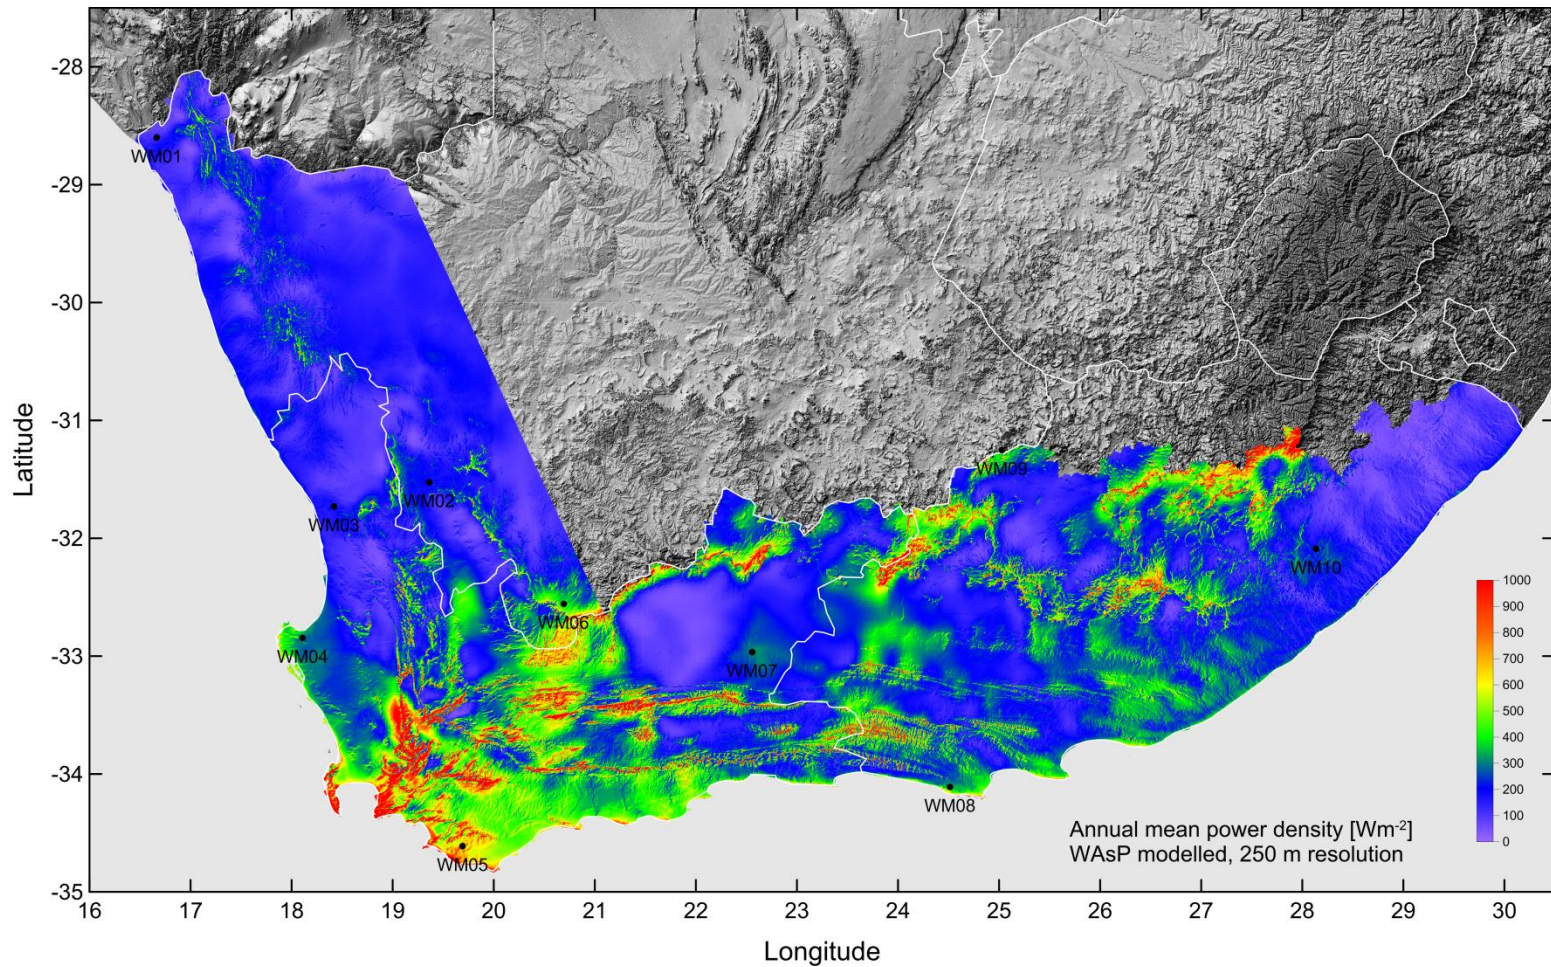 -28
-29
-30
-31
-32
-33
-34
-35
Latitude
WM01
WM09
WM02
WM03
WM10
WM06
WM04
WM07
WM08
WM05
1000
900
800
700
600
500
400
300
200
100
0
Annual mean power density [Wm-2]
WAsP modelled, 250 m resolution
16 17 18 19 20 21 22 23 24 25 26 27 28 29 30
Longitude